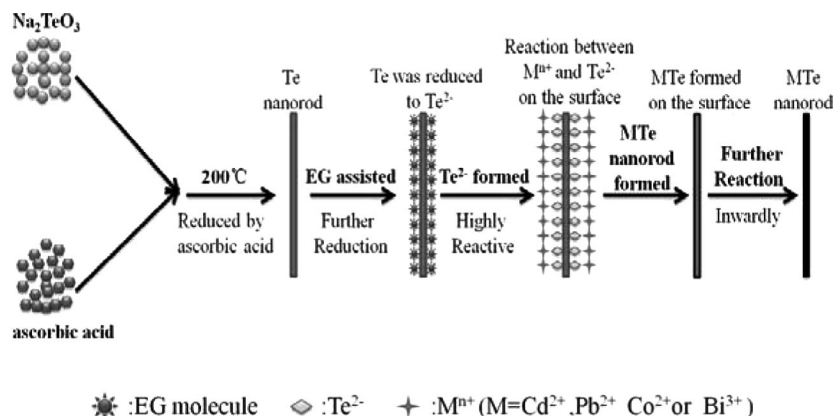 Na₂TeO₃
ascorbic acid
200℃
Reduced by
ascorbic acid
Te
nanorod
EG assisted
Further
Reduction
Te was reduced
to Te²⁻
Te²⁻ formed
Highly
Reactive
Reaction between
Mⁿ⁺ and Te²⁻
on the surface
MTe
nanorod
formed
MTe formed
on the surface
Further
Reaction
Inwardly
MTe
nanorod
:EG molecule :Te²⁻ :Mⁿ⁺ (M=Cd²⁺,Pb²⁺ Co²⁺or Bi³⁺)